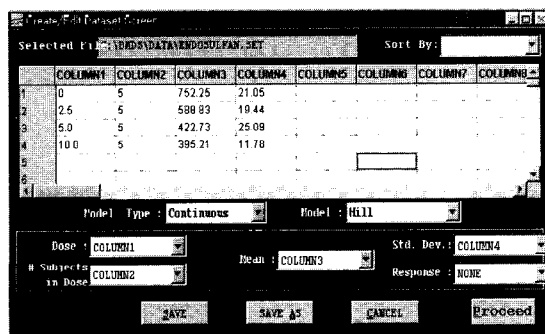 Create/Edit Dataset Screen
Selected Fil :\BMDS\DATA\ENDOSULFAN.SET Sort By:
COLUMN1 COLUMN2 COLUMN3 COLUMN4 COLUMN5 COLUMN6 COLUMN7 COLUMN8
1 0 5 752.25 21.05
2 2.5 5 588.83 19.44
3 5.0 5 422.73 25.09
4 10.0 5 395.21 11.78
5
6
Model Type : Continuous Model : Hill
Dose : COLUMN1 Std. Dev.: COLUMN4
# Subjects in Dose COLUMN2 Mean : COLUMN3 Response : NONE
SAVE SAVE AS CANCEL Proceed